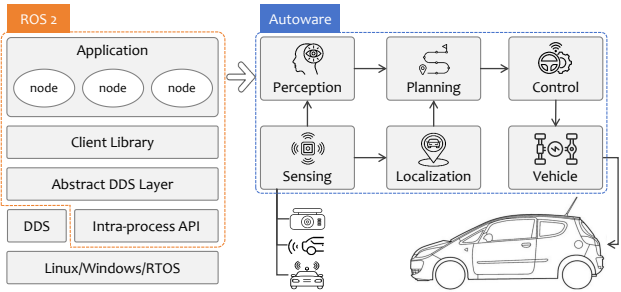 ROS 2
Application
node
node
node
Client Library
Abstract DDS Layer
DDS
Intra-process API
Linux/Windows/RTOS
Autoware
Perception
Planning
Control
Sensing
Localization
Vehicle